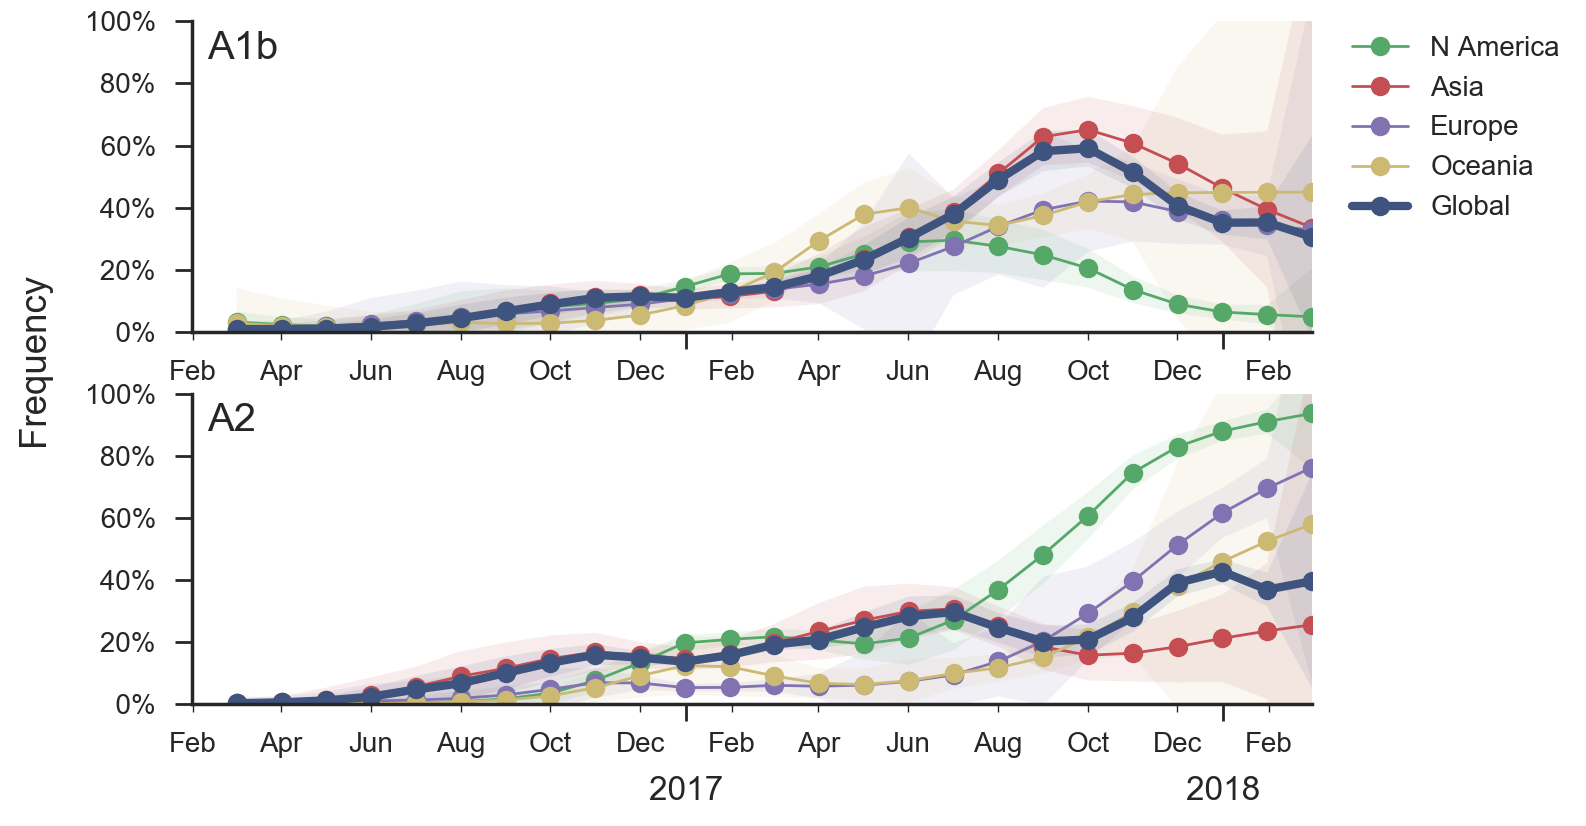 Frequency
A1b
100%
80%
60%
40%
20%
0%
Feb Apr Jun Aug Oct Dec Feb Apr Jun Aug Oct Dec Feb
N America
Asia
Europe
Oceania
Global
A2
100%
80%
60%
40%
20%
0%
Feb Apr Jun Aug Oct Dec Feb Apr Jun Aug Oct Dec Feb
2017 2018